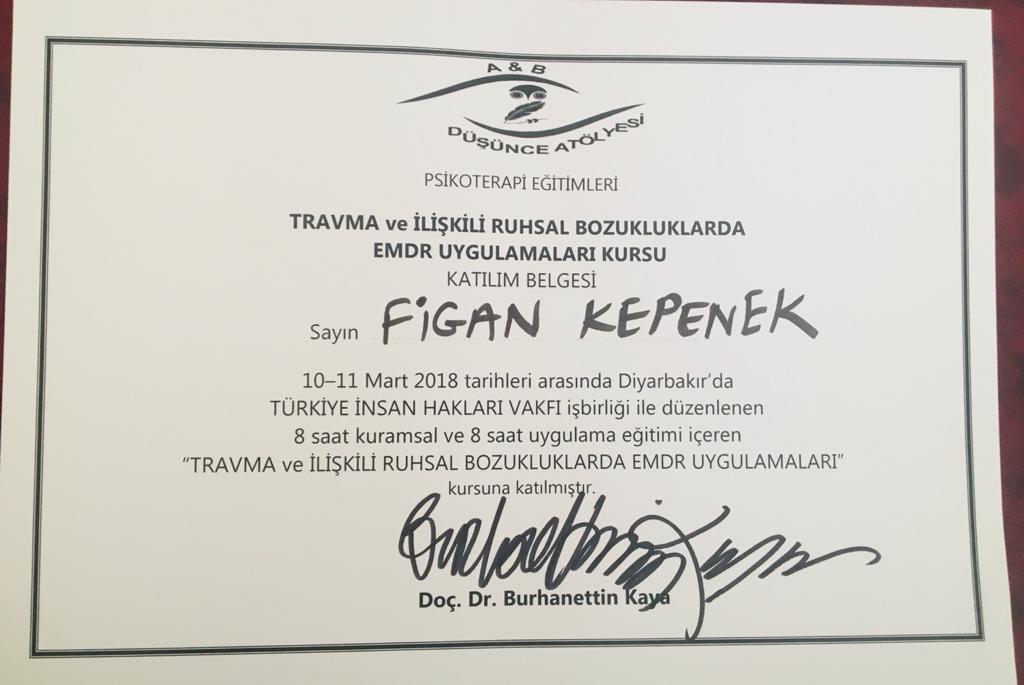 A & B
DÜŞÜNCE ATÖLYESİ
PSİKOTERAPİ EĞİTİMLERİ
TRAVMA ve İLİŞKİLİ RUHSAL BOZUKLUKLARDA
EMDR UYGULAMALARI KURSU
KATILIM BELGESİ
Sayın FiGAN KEPENEK
10–11 Mart 2018 tarihleri arasında Diyarbakır’da
TÜRKİYE İNSAN HAKLARI VAKFI işbirliği ile düzenlenen
8 saat kuramsal ve 8 saat uygulama eğitimi içeren
“TRAVMA ve İLİŞKİLİ RUHSAL BOZUKLUKLARDA EMDR UYGULAMALARI”
kursuna katılmıştır.
Burhanettin Kaya
Doç. Dr. Burhanettin Kaya